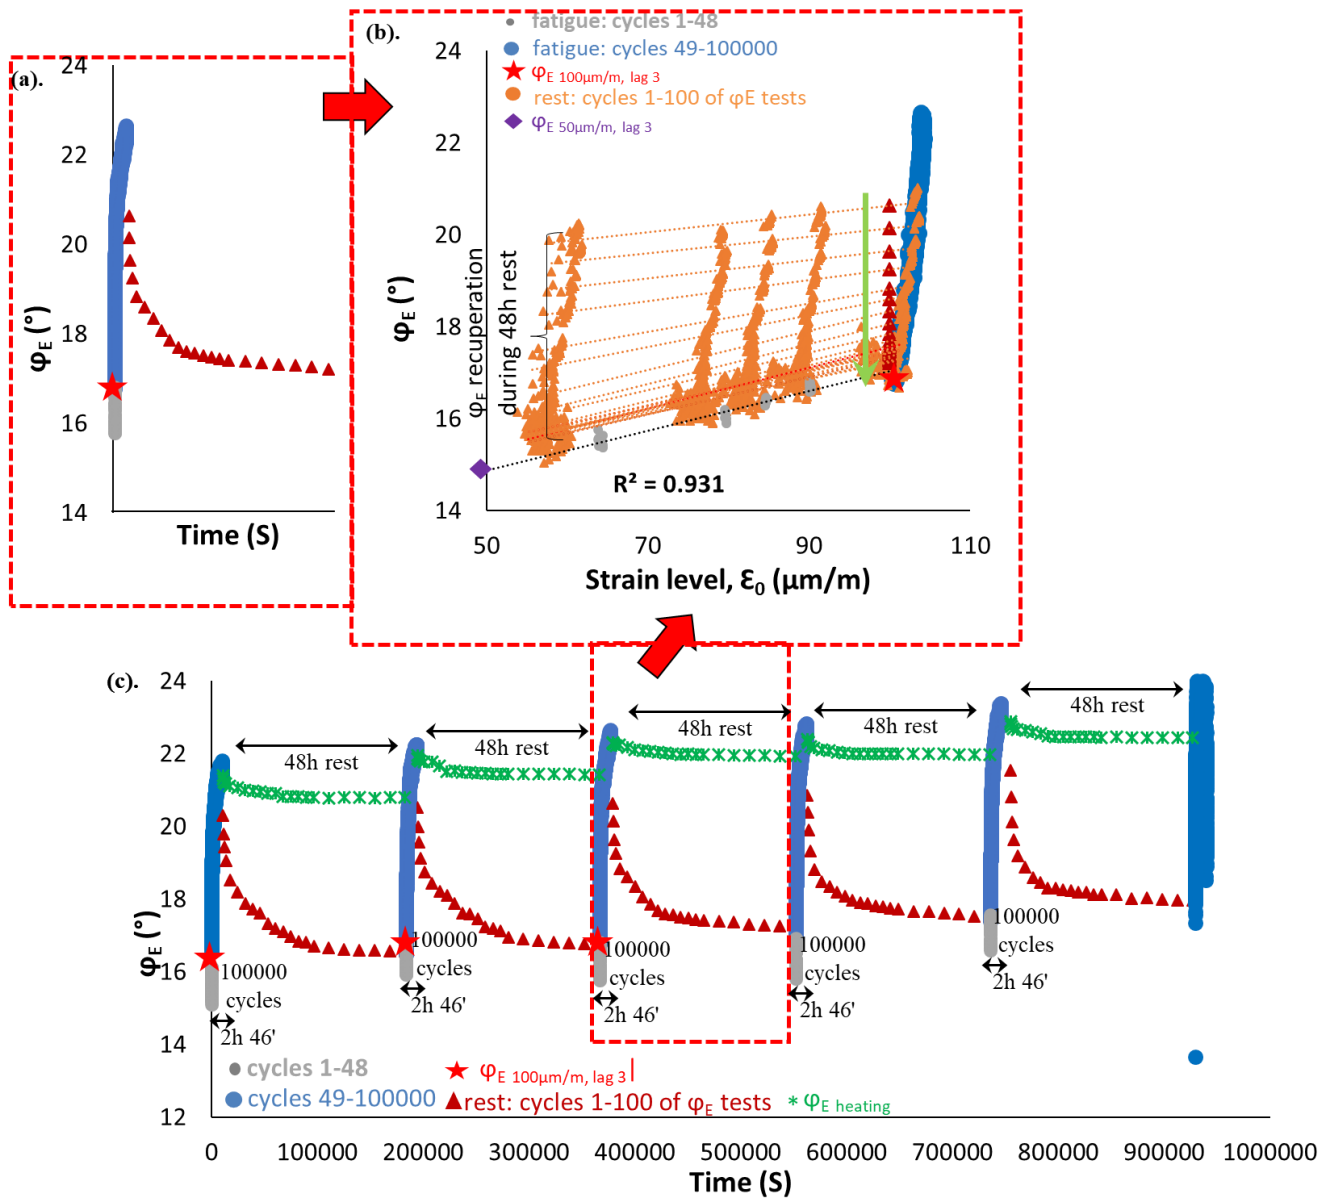 (a).
24
22
20
18
16
14
φE (°)
Time (S)
(b).
fatigue: cycles 1-48
fatigue: cycles 49-100000
φE 100µm/m, lag 3
rest: cycles 1-100 of φE tests
φE 50µm/m, lag 3
24
22
20
18
16
14
φE (°)
φE recuperation
during 48h rest
R² = 0.931
50 70 90 110
Strain level, Ɛ0 (µm/m)
(c).
24
22
20
18
16
14
12
φE (°)
48h rest
48h rest
48h rest
48h rest
48h rest
100000
cycles
2h 46'
100000
cycles
2h 46'
100000
cycles
2h 46'
100000
cycles
2h 46'
100000
cycles
2h 46'
cycles 1-48
φE 100µm/m, lag 3
cycles 49-100000
rest: cycles 1-100 of φE tests
φE heating
0 100000 200000 300000 400000 500000 600000 700000 800000 900000 1000000
Time (S)